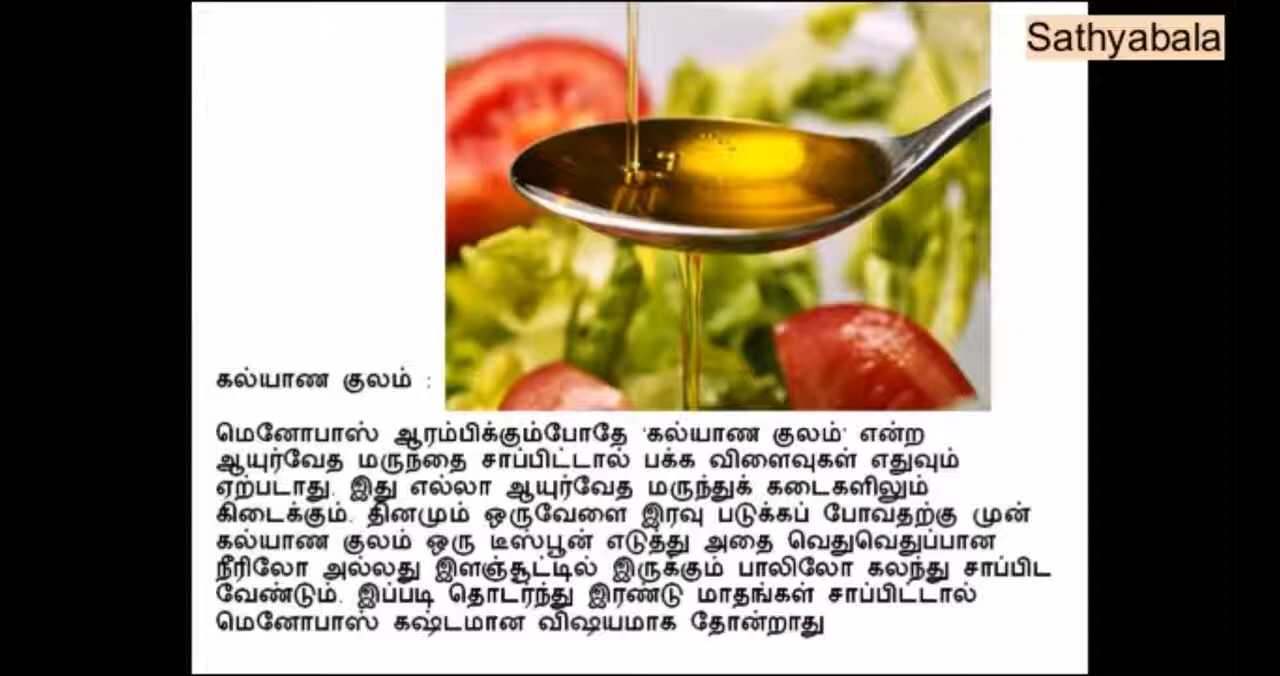 Sathyabala
கல்யாண குலம் :
மெனோபாஸ் ஆரம்பிக்கும்போதே 'கல்யாண குலம்' என்ற
ஆயுர்வேத மருந்தை சாப்பிட்டால் பக்க விளைவுகள் எதுவும்
ஏற்படாது. இது எல்லா ஆயுர்வேத மருந்துக் கடைகளிலும்
கிடைக்கும். தினமும் ஒருவேளை இரவு படுக்கப் போவதற்கு முன்
கல்யாண குலம் ஒரு டீஸ்பூன் எடுத்து அதை வெதுவெதுப்பான
நீரிலோ அல்லது இளஞ்சூட்டில் இருக்கும் பாலிலோ கலந்து சாப்பிட
வேண்டும். இப்படி தொடர்ந்து இரண்டு மாதங்கள் சாப்பிட்டால்
மெனோபாஸ் கஷ்டமான விஷயமாக தோன்றாது